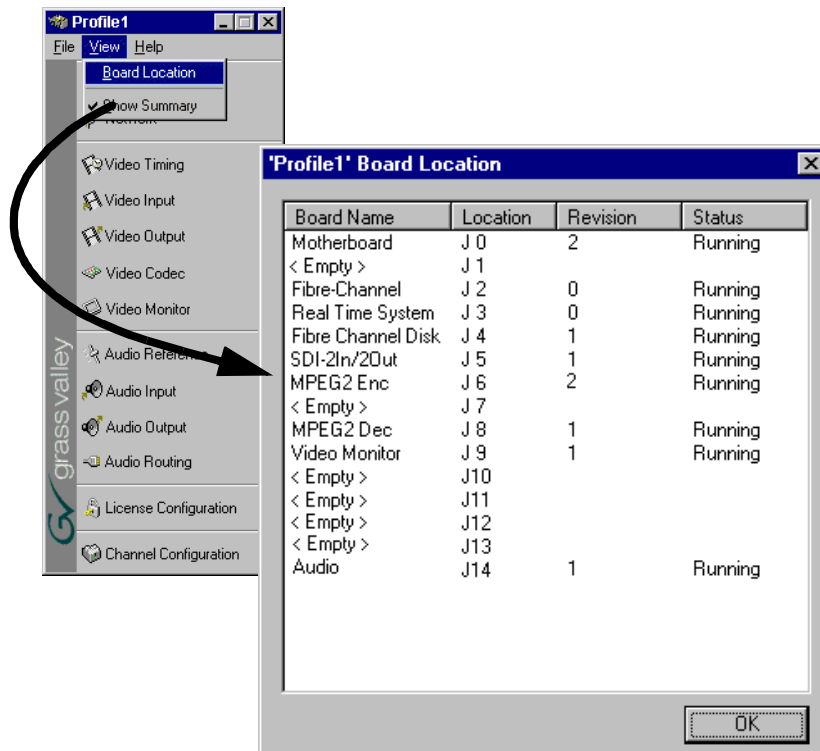 Profile1
File View Help
Board Location
Show Summary
Network
Video Timing
Video Input
Video Output
Video Codec
Video Monitor
Audio Reference
Audio Input
Audio Output
Audio Routing
License Configuration
Channel Configuration
grass valley
'Profile1' Board Location
Board Name Location Revision Status
Motherboard J 0 2 Running
< Empty > J 1
Fibre-Channel J 2 0 Running
Real Time System J 3 0 Running
Fibre Channel Disk J 4 1 Running
SDI-2In/2Out J 5 1 Running
MPEG2 Enc J 6 2 Running
< Empty > J 7
MPEG2 Dec J 8 1 Running
Video Monitor J 9 1 Running
< Empty > J10
< Empty > J11
< Empty > J12
< Empty > J13
Audio J14 1 Running
OK